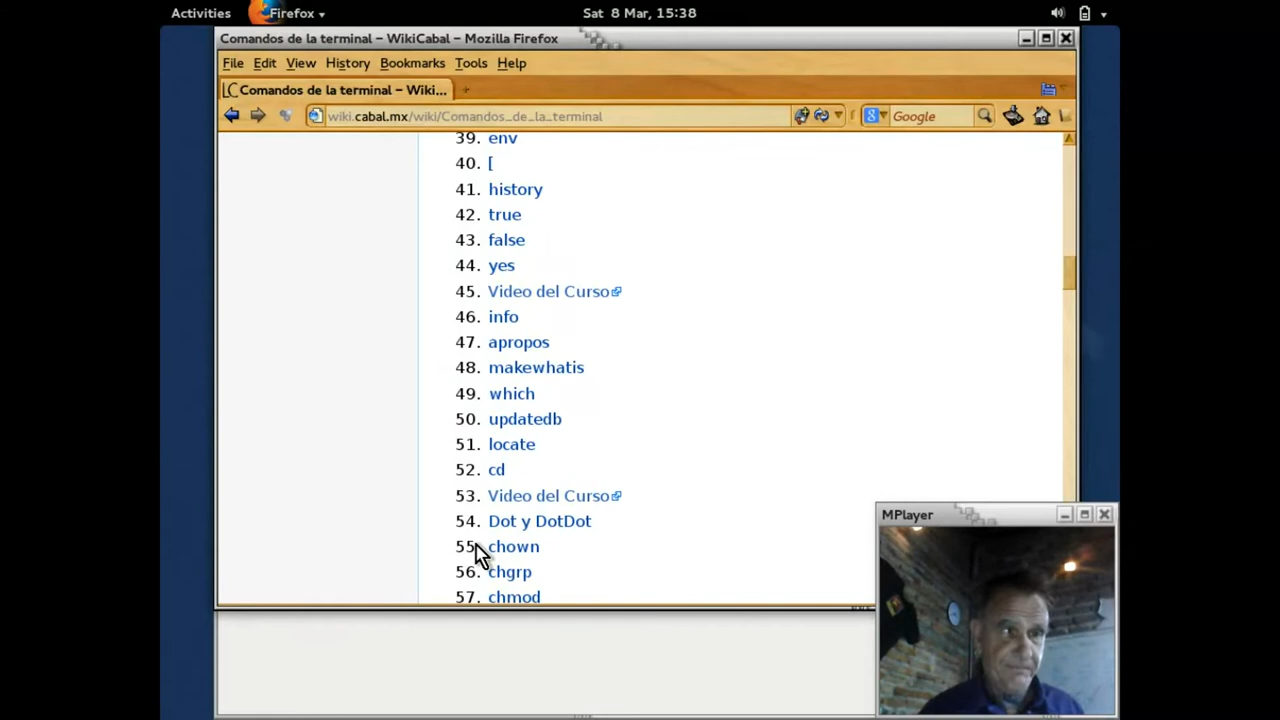 Activities Firefox Sat 8 Mar, 15:38
Comandos de la terminal – WikiCabal – Mozilla Firefox
File Edit View History Bookmarks Tools Help
Comandos de la terminal – Wiki...
wiki.cabal.mx/wiki/Comandos_de_la_terminal Google
39. env
40. [
41. history
42. true
43. false
44. yes
45. Video del Curso
46. info
47. apropos
48. makewhatis
49. which
50. updatedb
51. locate
52. cd
53. Video del Curso
54. Dot y DotDot
55. chown
56. chgrp
57. chmod
MPlayer